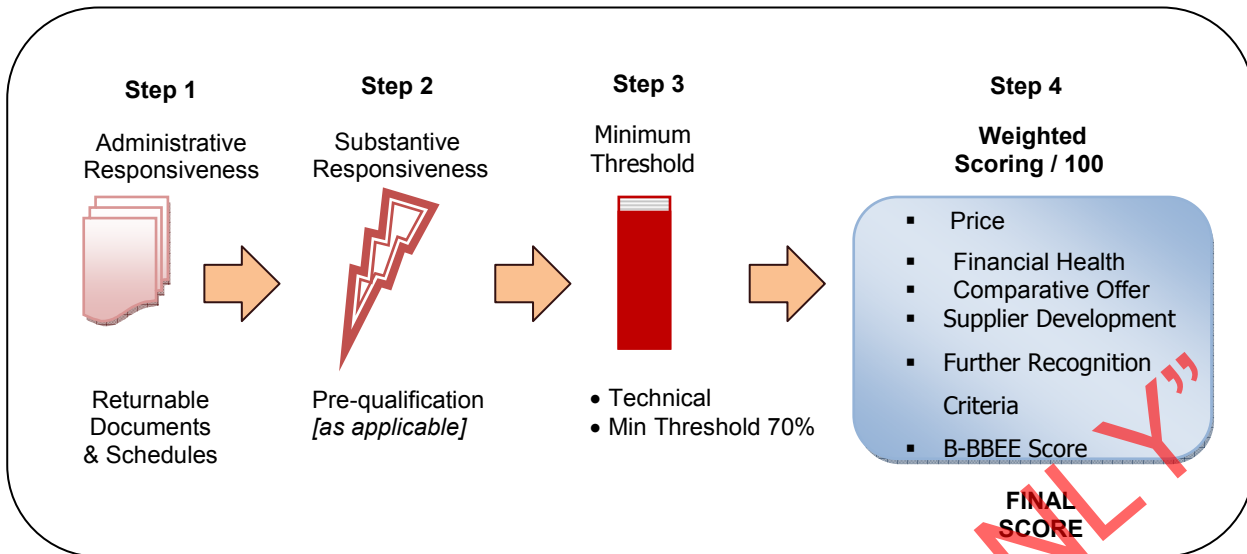 Step 1
Administrative
Responsiveness
Returnable
Documents
& Schedules
Step 2
Substantive
Responsiveness
Pre-qualification
[as applicable]
Step 3
Minimum
Threshold
• Technical
• Min Threshold 70%
Step 4
Weighted
Scoring / 100
▪ Price
▪ Financial Health
▪ Comparative Offer
▪ Supplier Development
▪ Further Recognition
Criteria
▪ B-BBEE Score
FINAL
SCORE
NLY”